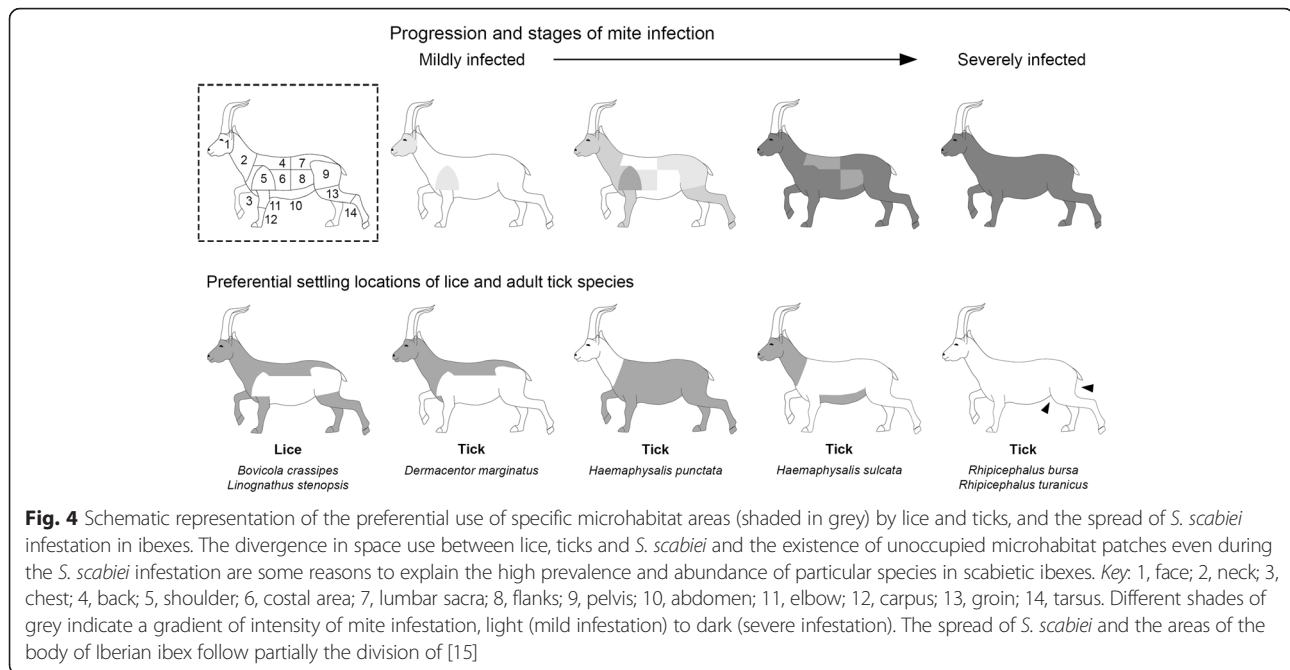 Progression and stages of mite infection
Mildly infected Severely infected
1
2
4 7
5 6 8 9
3 13
11 10
12 14
Preferential settling locations of lice and adult tick species
Lice Tick Tick Tick Tick
Bovicola crassipes Dermacentor marginatus Haemaphysalis punctata Haemaphysalis sulcata Rhipicephalus bursa
Linognathus stenopsis Rhipicephalus turanicus
Fig. 4 Schematic representation of the preferential use of specific microhabitat areas (shaded in grey) by lice and ticks, and the spread of S. scabiei
infestation in ibexes. The divergence in space use between lice, ticks and S. scabiei and the existence of unoccupied microhabitat patches even during
the S. scabiei infestation are some reasons to explain the high prevalence and abundance of particular species in scabietic ibexes. Key: 1, face; 2, neck; 3,
chest; 4, back; 5, shoulder; 6, costal area; 7, lumbar sacra; 8, flanks; 9, pelvis; 10, abdomen; 11, elbow; 12, carpus; 13, groin; 14, tarsus. Different shades of
grey indicate a gradient of intensity of mite infestation, light (mild infestation) to dark (severe infestation). The spread of S. scabiei and the areas of the
body of Iberian ibex follow partially the division of [15]